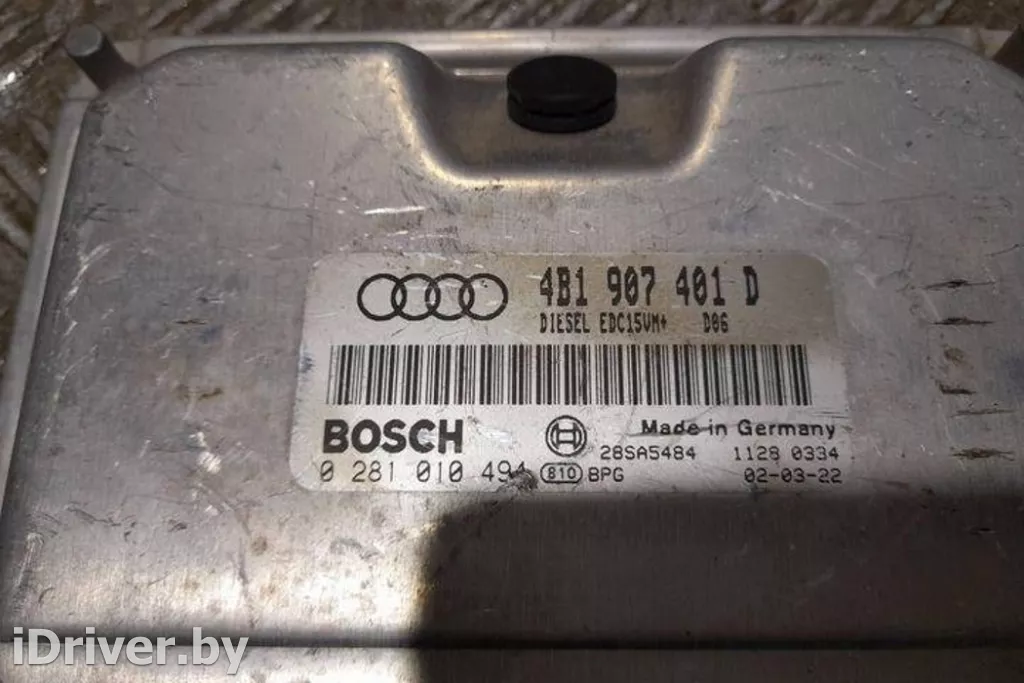 4B1 907 401 D
DIESEL EDC15VM+ D06
BOSCH
Made in Germany
28SA5484 1128 0334
0 281 010 494 810 BPG 02-03-22
iDriver.by